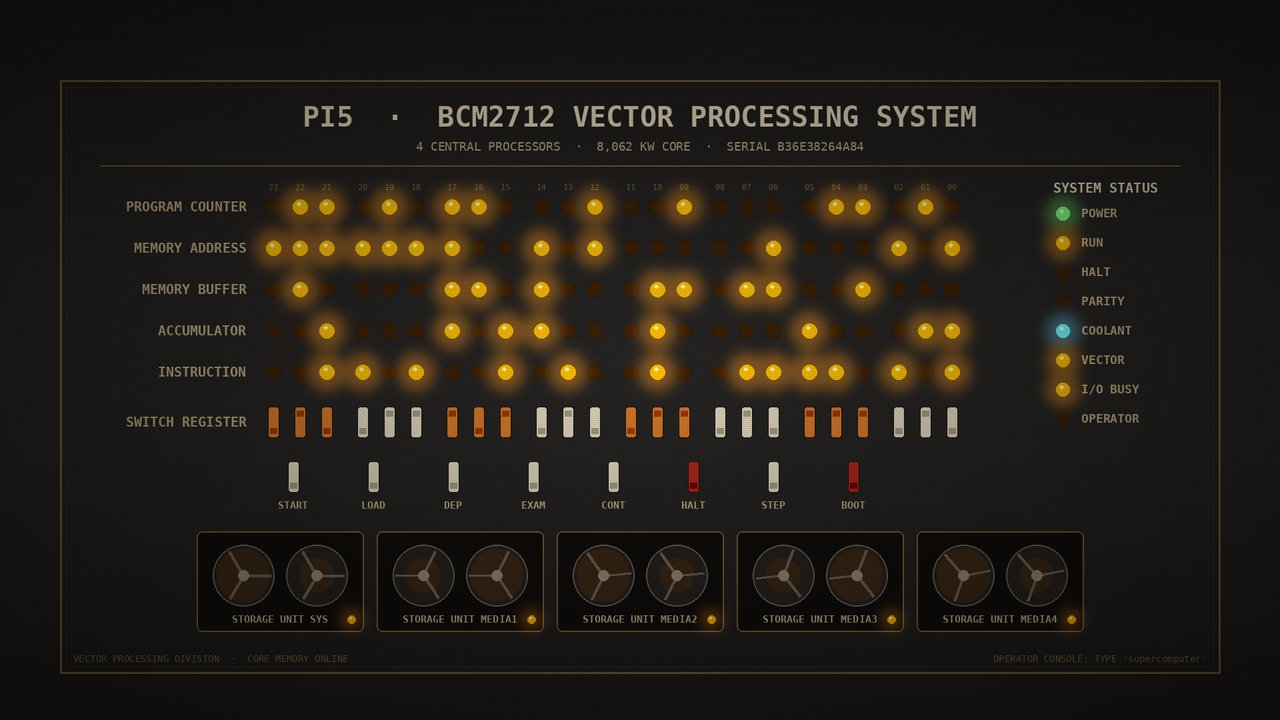 PI5 · BCM2712 VECTOR PROCESSING SYSTEM
4 CENTRAL PROCESSORS · 8,062 KW CORE · SERIAL B36E38264A84
23 22 21 20 19 18 17 16 15 14 13 12 11 10 09 08 07 06 05 04 03 02 01 00
SYSTEM STATUS
PROGRAM COUNTER
MEMORY ADDRESS
MEMORY BUFFER
ACCUMULATOR
INSTRUCTION
SWITCH REGISTER
POWER
RUN
HALT
PARITY
COOLANT
VECTOR
I/O BUSY
OPERATOR
START LOAD DEP EXAM CONT HALT STEP BOOT
STORAGE UNIT SYS STORAGE UNIT MEDIA1 STORAGE UNIT MEDIA2 STORAGE UNIT MEDIA3 STORAGE UNIT MEDIA4
VECTOR PROCESSING DIVISION · CORE MEMORY ONLINE
OPERATOR CONSOLE: TYPE 'supercomputer'